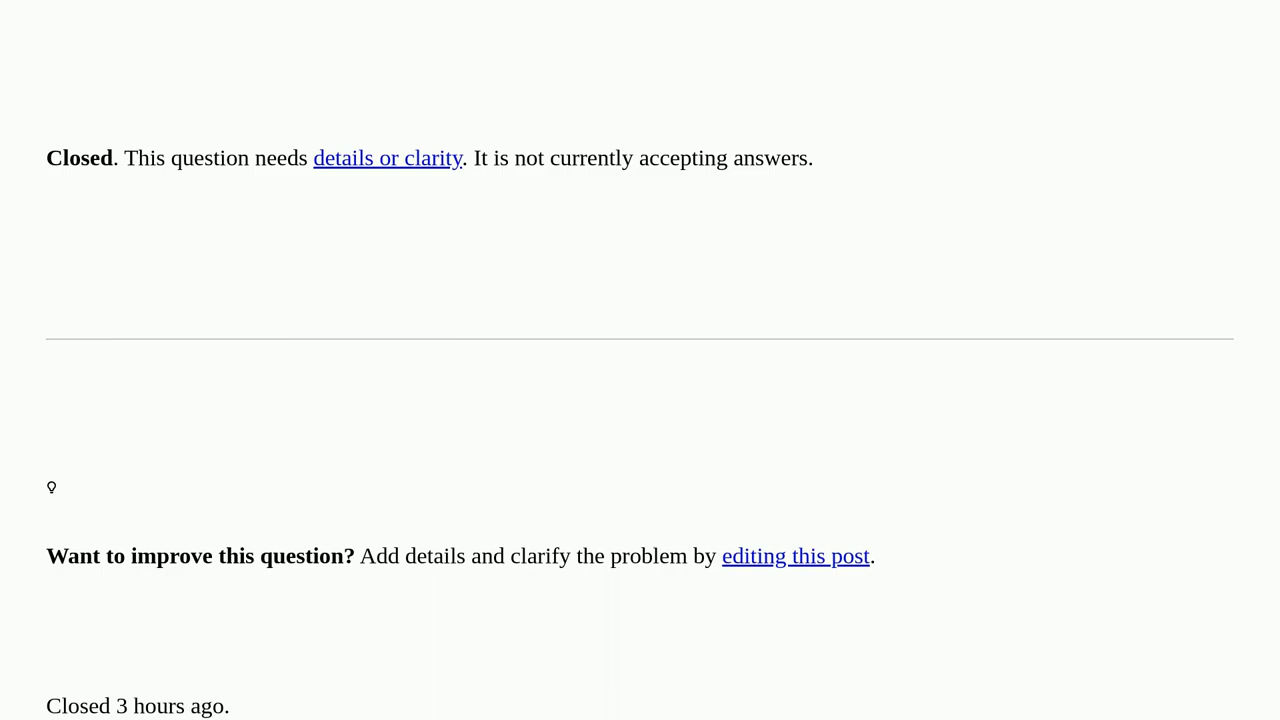 Closed. This question needs details or clarity. It is not currently accepting answers.
Want to improve this question? Add details and clarify the problem by editing this post.
Closed 3 hours ago.